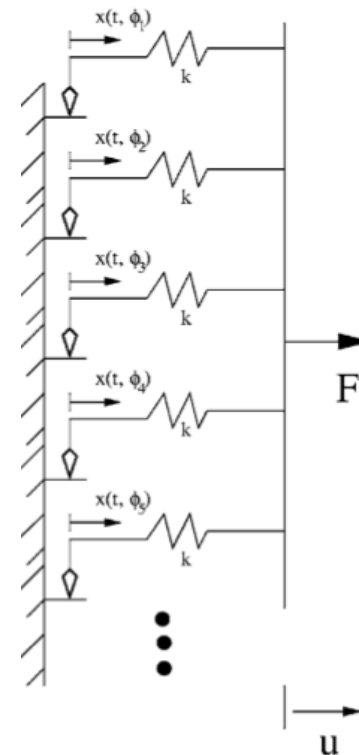 x(t, ϕ₁)
k
x(t, ϕ₂)
k
x(t, ϕ₃)
k
F
x(t, ϕ₄)
k
x(t, ϕ₅)
k
u